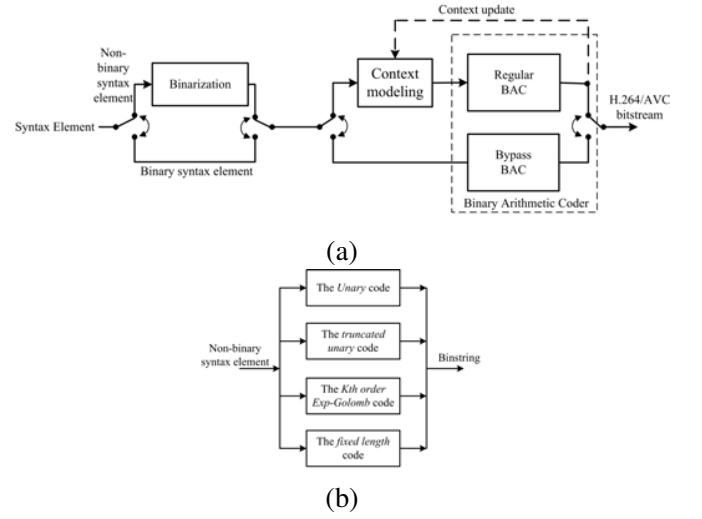 Context update
Non-
binary
syntax
element
Binarization
Context
modeling
Regular
BAC
H.264/AVC
bitstream
Syntax Element
Binary syntax element
Bypass
BAC
Binary Arithmetic Coder
(a)
The Unary code
Non-binary
syntax element
The truncated
unary code
Binstring
The Kth order
Exp-Golomb code
The fixed length
code
(b)